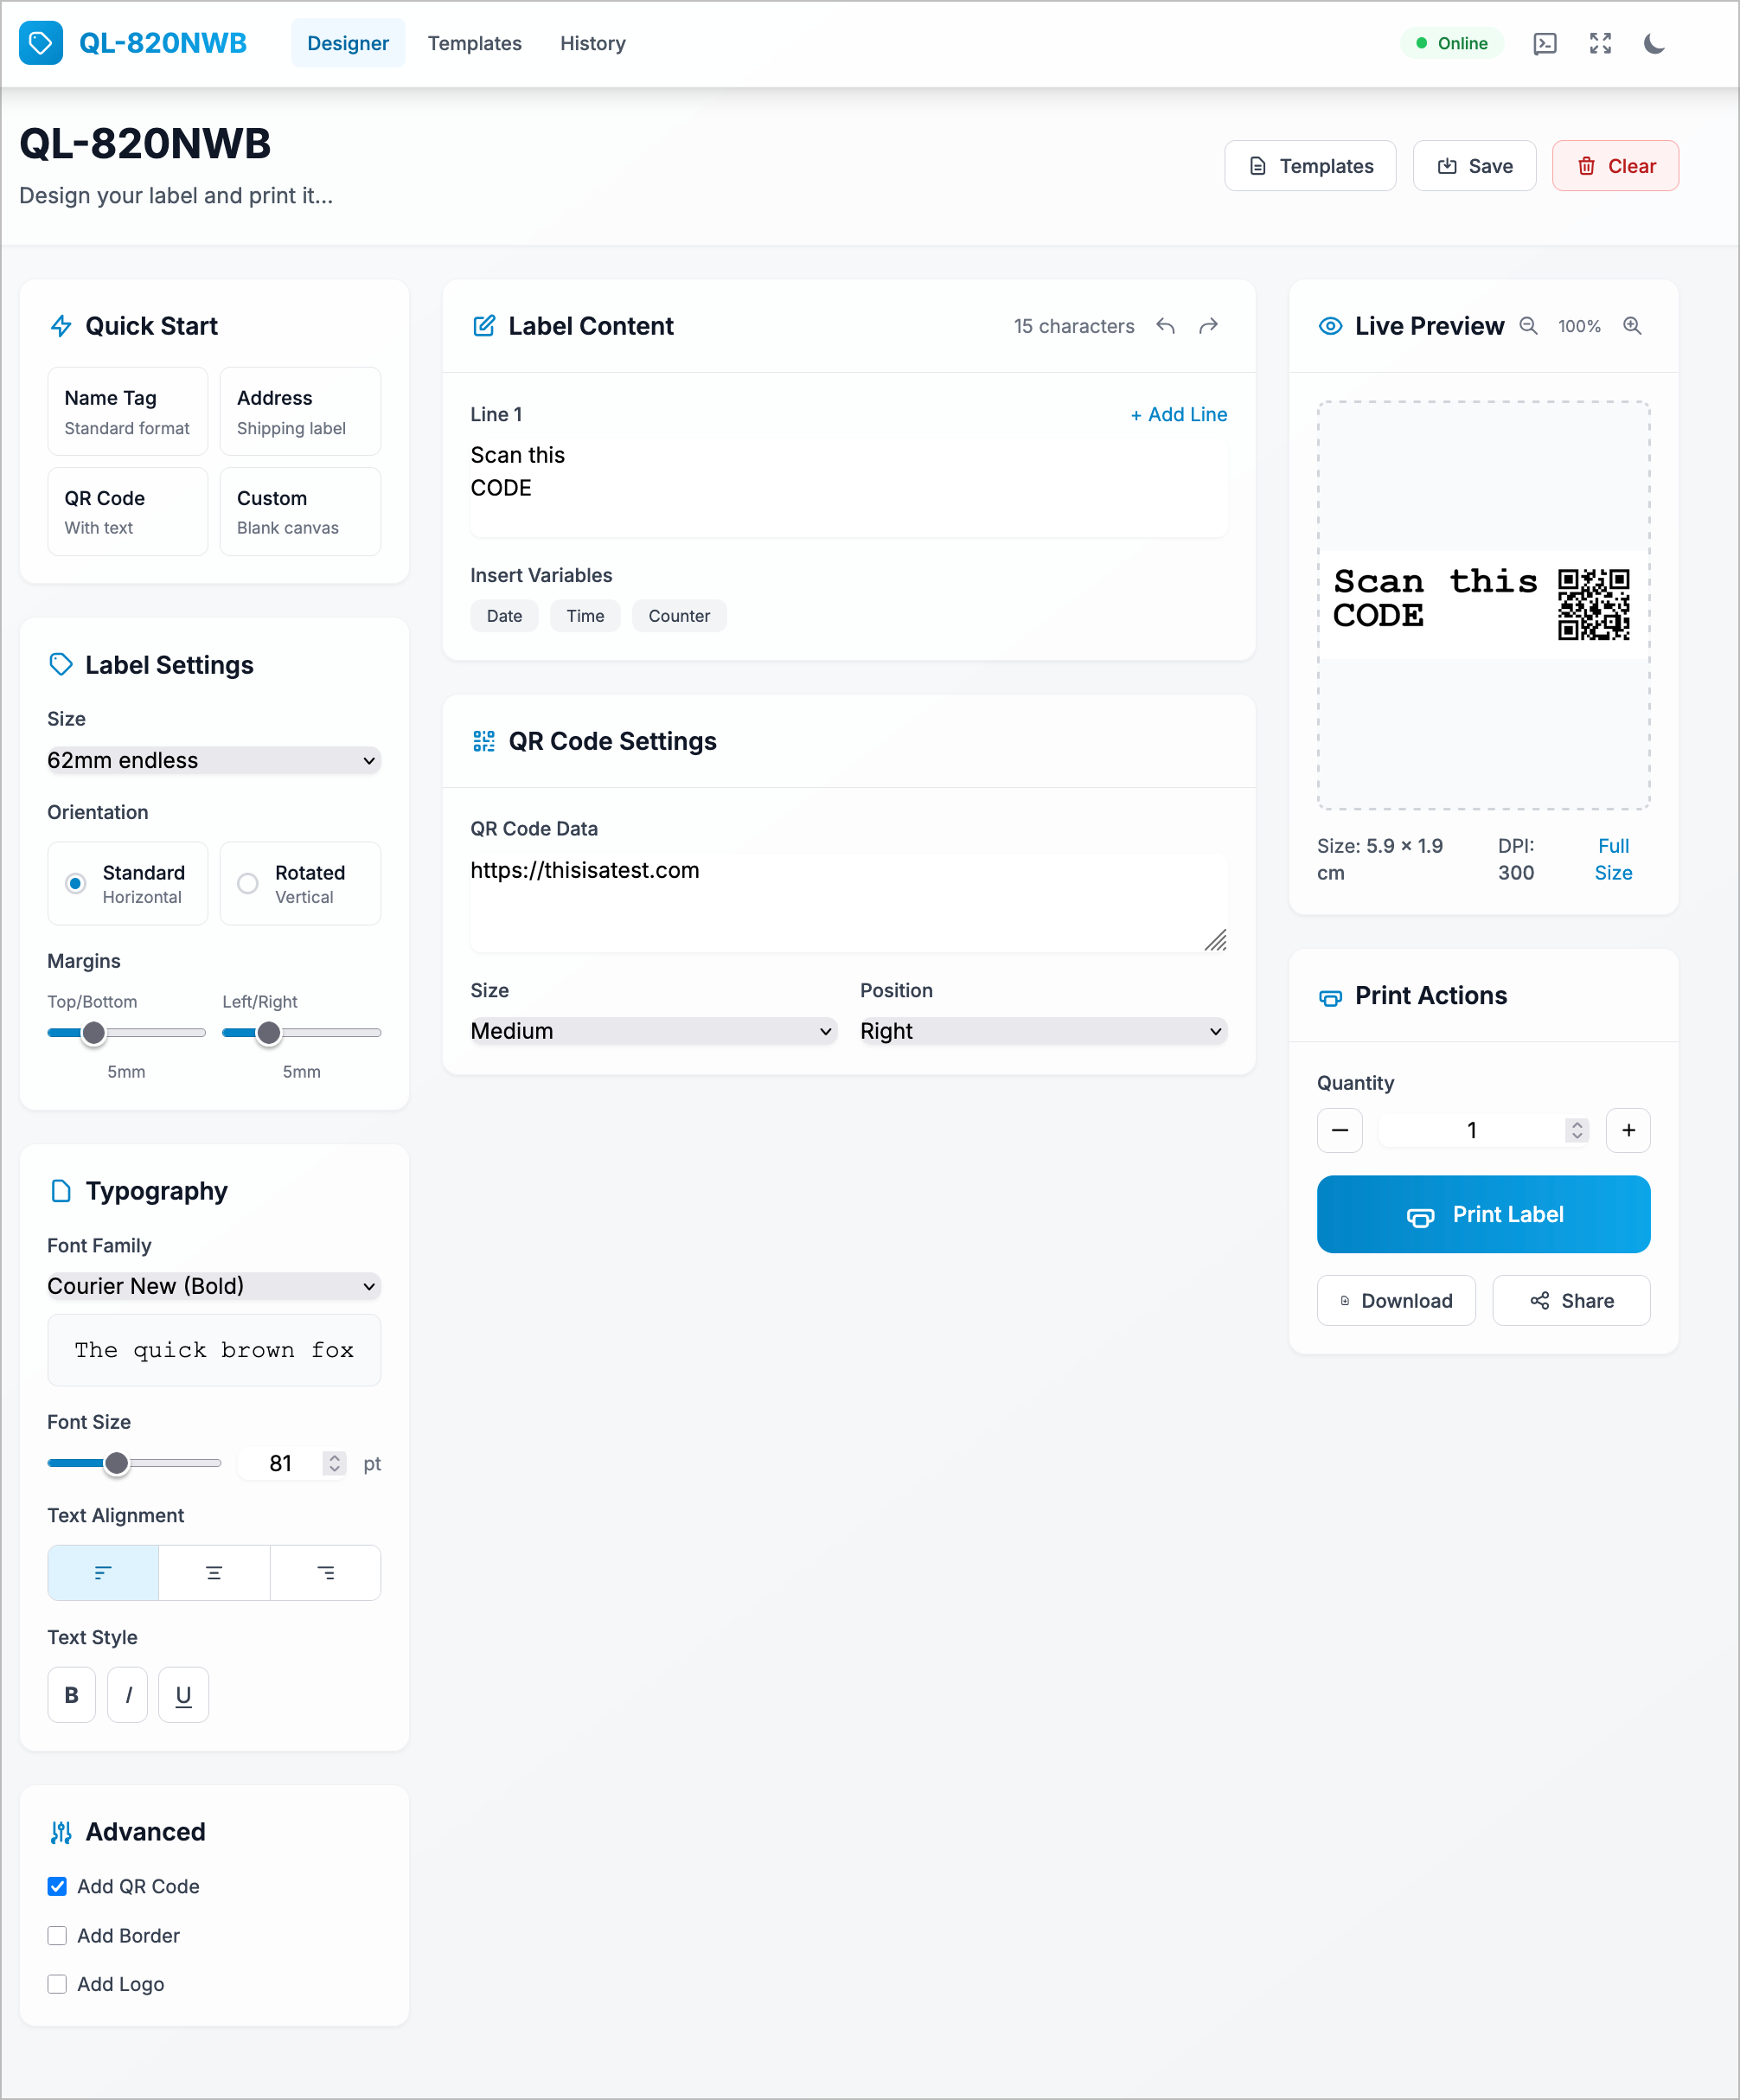 QL-820NWB
Designer
Templates
History
Online
QL-820NWB
Design your label and print it...
Templates
Save
Clear
Quick Start
Name Tag
Standard format
Address
Shipping label
QR Code
With text
Custom
Blank canvas
Label Settings
Size
62mm endless
Orientation
Standard
Horizontal
Rotated
Vertical
Margins
Top/Bottom
Left/Right
5mm
5mm
Typography
Font Family
Courier New (Bold)
The quick brown fox
Font Size
81
pt
Text Alignment
Text Style
B
I
U
Advanced
Add QR Code
Add Border
Add Logo
Label Content
15 characters
Line 1
+ Add Line
Scan this
CODE
Insert Variables
Date
Time
Counter
QR Code Settings
QR Code Data
https://thisisatest.com
Size
Position
Medium
Right
Live Preview
100%
Scan this
CODE
Size: 5.9 × 1.9
cm
DPI:
300
Full
Size
Print Actions
Quantity
1
Print Label
Download
Share